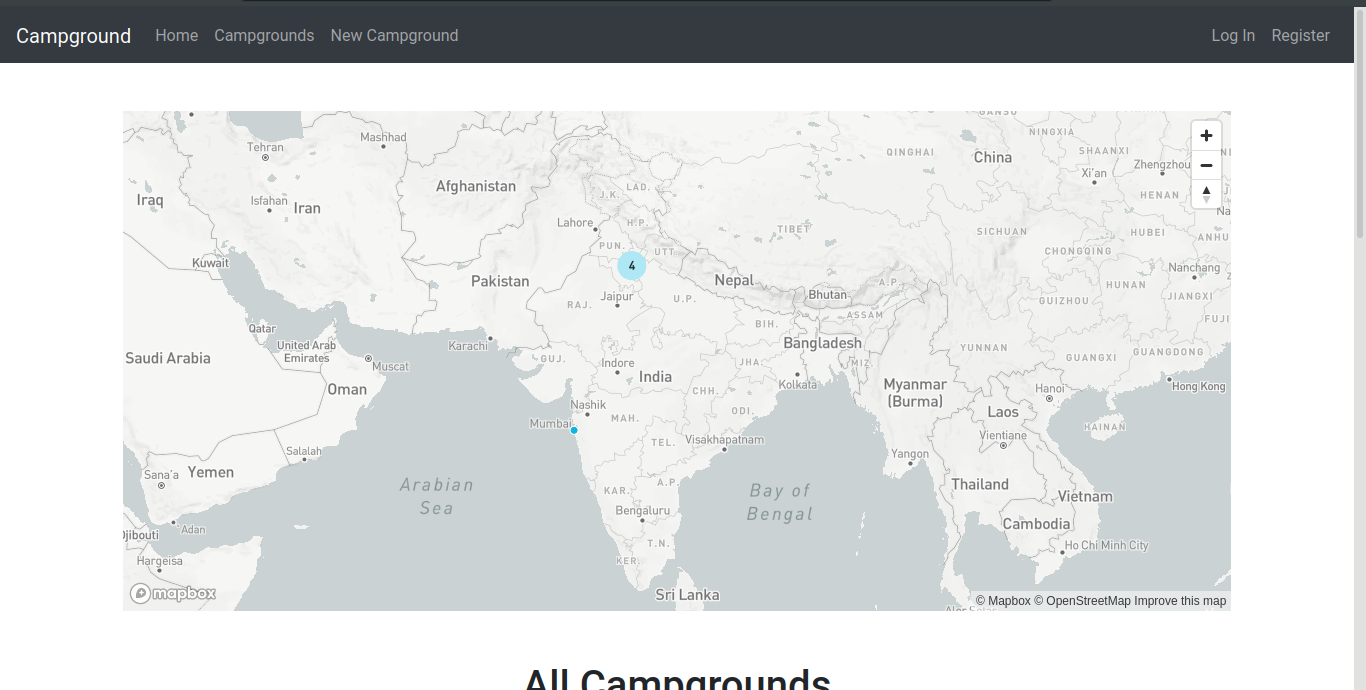 Campground Home Campgrounds New Campground Log In Register
GANSU
NINGXIA
Mashhad
Tehran
QINGHAI
SHAANXI
China
Zhengzhou
Xi'an
Afghanistan
J.K. LAD.
HENAN
Iraq
Isfahan
Iran
Lahore
H.P.
TIBET
SICHUAN
HUBEI
ANHU
Na
PUN.
UTT.
CHONGQING
Kuwait
4
Nanchang
Pakistan
Nepal
A.P.
HUNAN
Bhutan
Jaipur
U.P.
JIANGXI
RAJ.
GUIZHOU
ASSAM
FUJI
BIH.
Qatar
United Arab
Emirates
Karachi
Bangladesh
YUNNAN
GUANGXI
GUANGDONG
Saudi Arabia
GUJ.
Indore
JHA.
MIZ.
Muscat
India
Kolkata
Myanmar
(Burma)
Hanoi
Hong Kong
Oman
CHH.
Nashik
ODI.
Laos
MAH.
Mumbai
HAINAN
Vientiane
TEL.
Visakhapatnam
Salalah
Yangon
Sana'a
Yemen
Arabian
Sea
KAR.
A.P.
Bay of
Bengal
Thailand
Vietnam
Bengaluru
Adan
Cambodia
Djibouti
T.N.
Ho Chi Minh City
Hargeisa
KER.
mapbox
Sri Lanka
© Mapbox © OpenStreetMap Improve this map
All Campgrounds